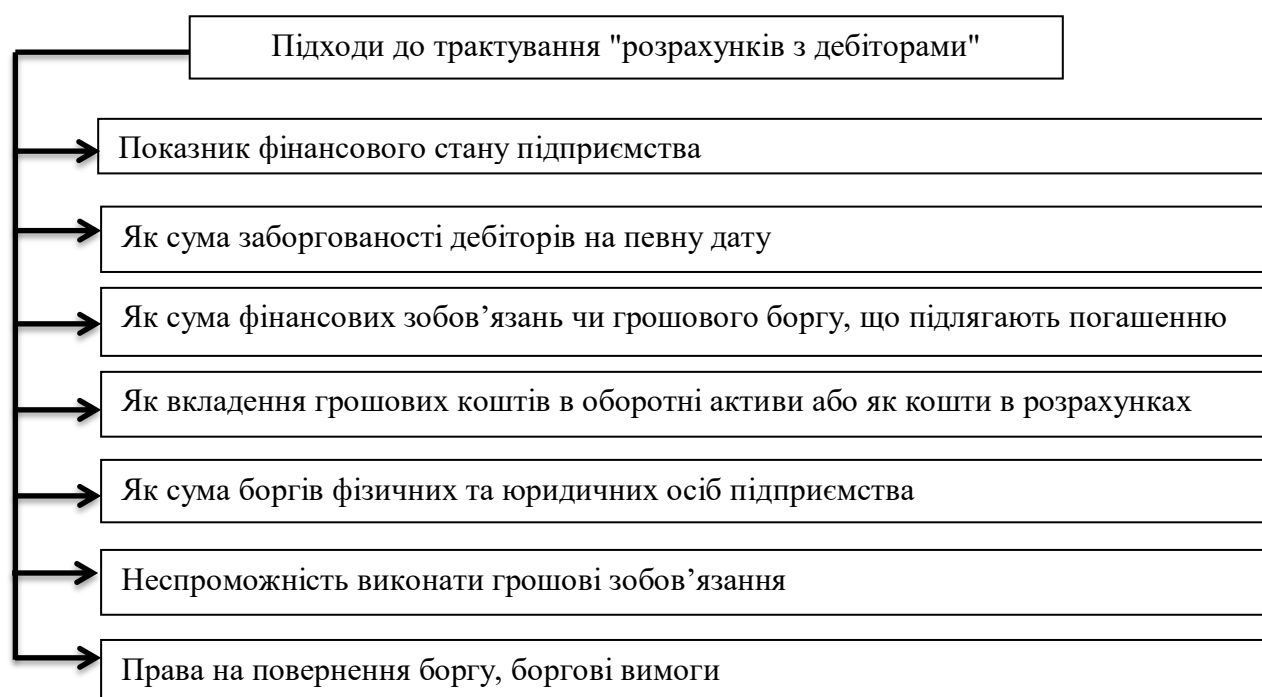 Підходи до трактування "розрахунків з дебіторами"
Показник фінансового стану підприємства
Як сума заборгованості дебіторів на певну дату
Як сума фінансових зобов’язань чи грошового боргу, що підлягають погашенню
Як вкладення грошових коштів в оборотні активи або як кошти в розрахунках
Як сума боргів фізичних та юридичних осіб підприємства
Неспроможність виконати грошові зобов’язання
Права на повернення боргу, боргові вимоги